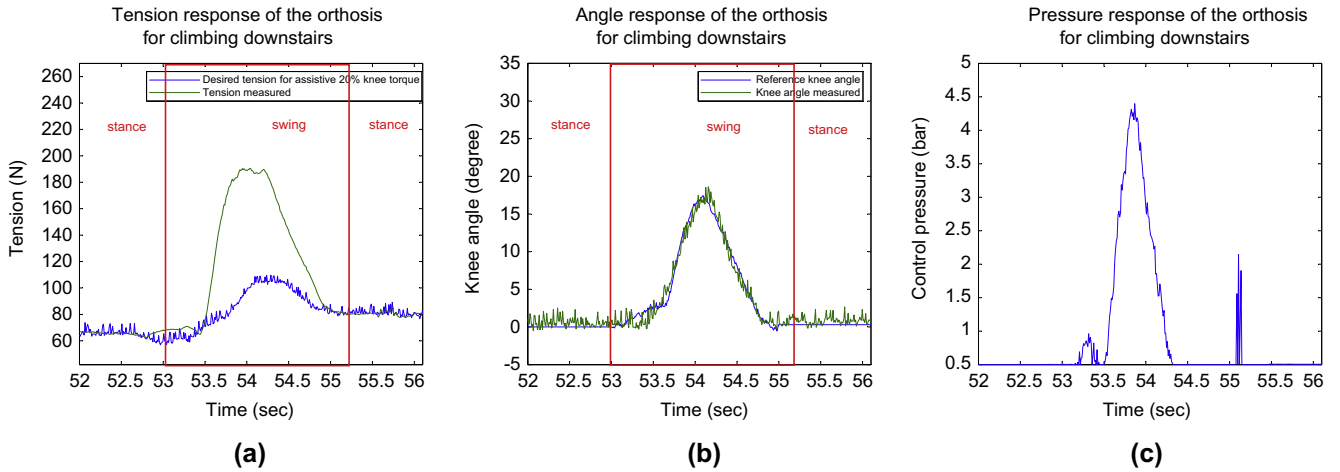 Tension response of the orthosis
for climbing downstairs
260
240
220
200
180
160
140
120
100
80
60
Tension (N)
Desired tension for assistive 20% knee torque
Tension measured
stance
swing
stance
52 52.5 53 53.5 54 54.5 55 55.5 56
Time (sec)
(a)
Angle response of the orthosis
for climbing downstairs
35
30
25
20
15
10
5
0
-5
Knee angle (degree)
Reference knee angle
Knee angle measured
stance
swing
stance
52 52.5 53 53.5 54 54.5 55 55.5 56
Time (sec)
(b)
Pressure response of the orthosis
for climbing downstairs
5
4.5
4
3.5
3
2.5
2
1.5
1
0.5
Control pressure (bar)
52 52.5 53 53.5 54 54.5 55 55.5 56
Time (sec)
(c)